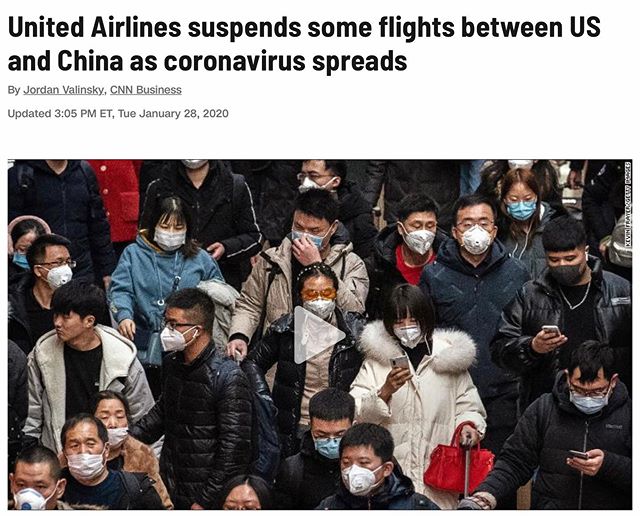 United Airlines suspends some flights between US
and China as coronavirus spreads
By Jordan Valinsky, CNN Business
Updated 3:05 PM ET, Tue January 28, 2020
KEVIN FRAYER/GETTY IMAGES